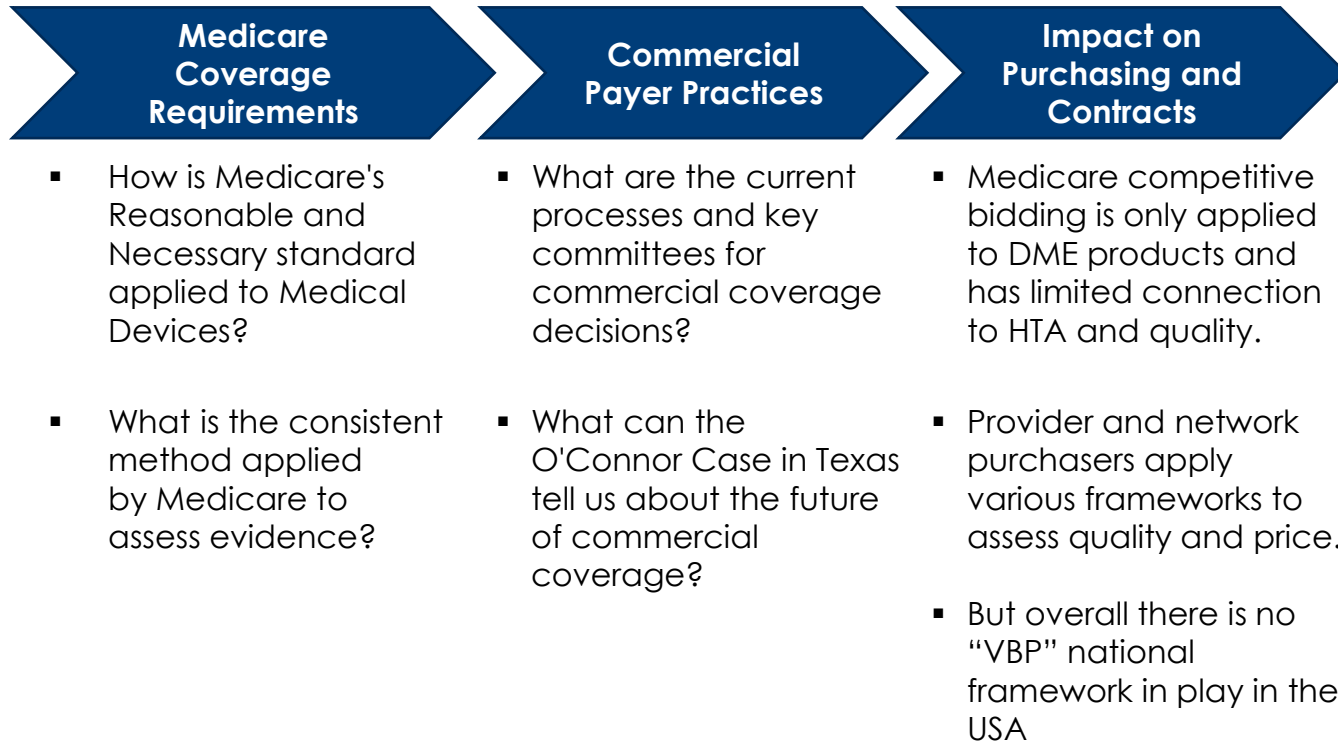 Medicare
Coverage
Requirements
▪ How is Medicare's
Reasonable and
Necessary standard
applied to Medical
Devices?
▪ What is the consistent
method applied
by Medicare to
assess evidence?
Commercial
Payer Practices
▪ What are the current
processes and key
committees for
commercial coverage
decisions?
▪ What can the
O'Connor Case in Texas
tell us about the future
of commercial
coverage?
Impact on
Purchasing and
Contracts
▪ Medicare competitive
bidding is only applied
to DME products and
has limited connection
to HTA and quality.
▪ Provider and network
purchasers apply
various frameworks to
assess quality and price.
▪ But overall there is no
“VBP” national
framework in play in the
USA